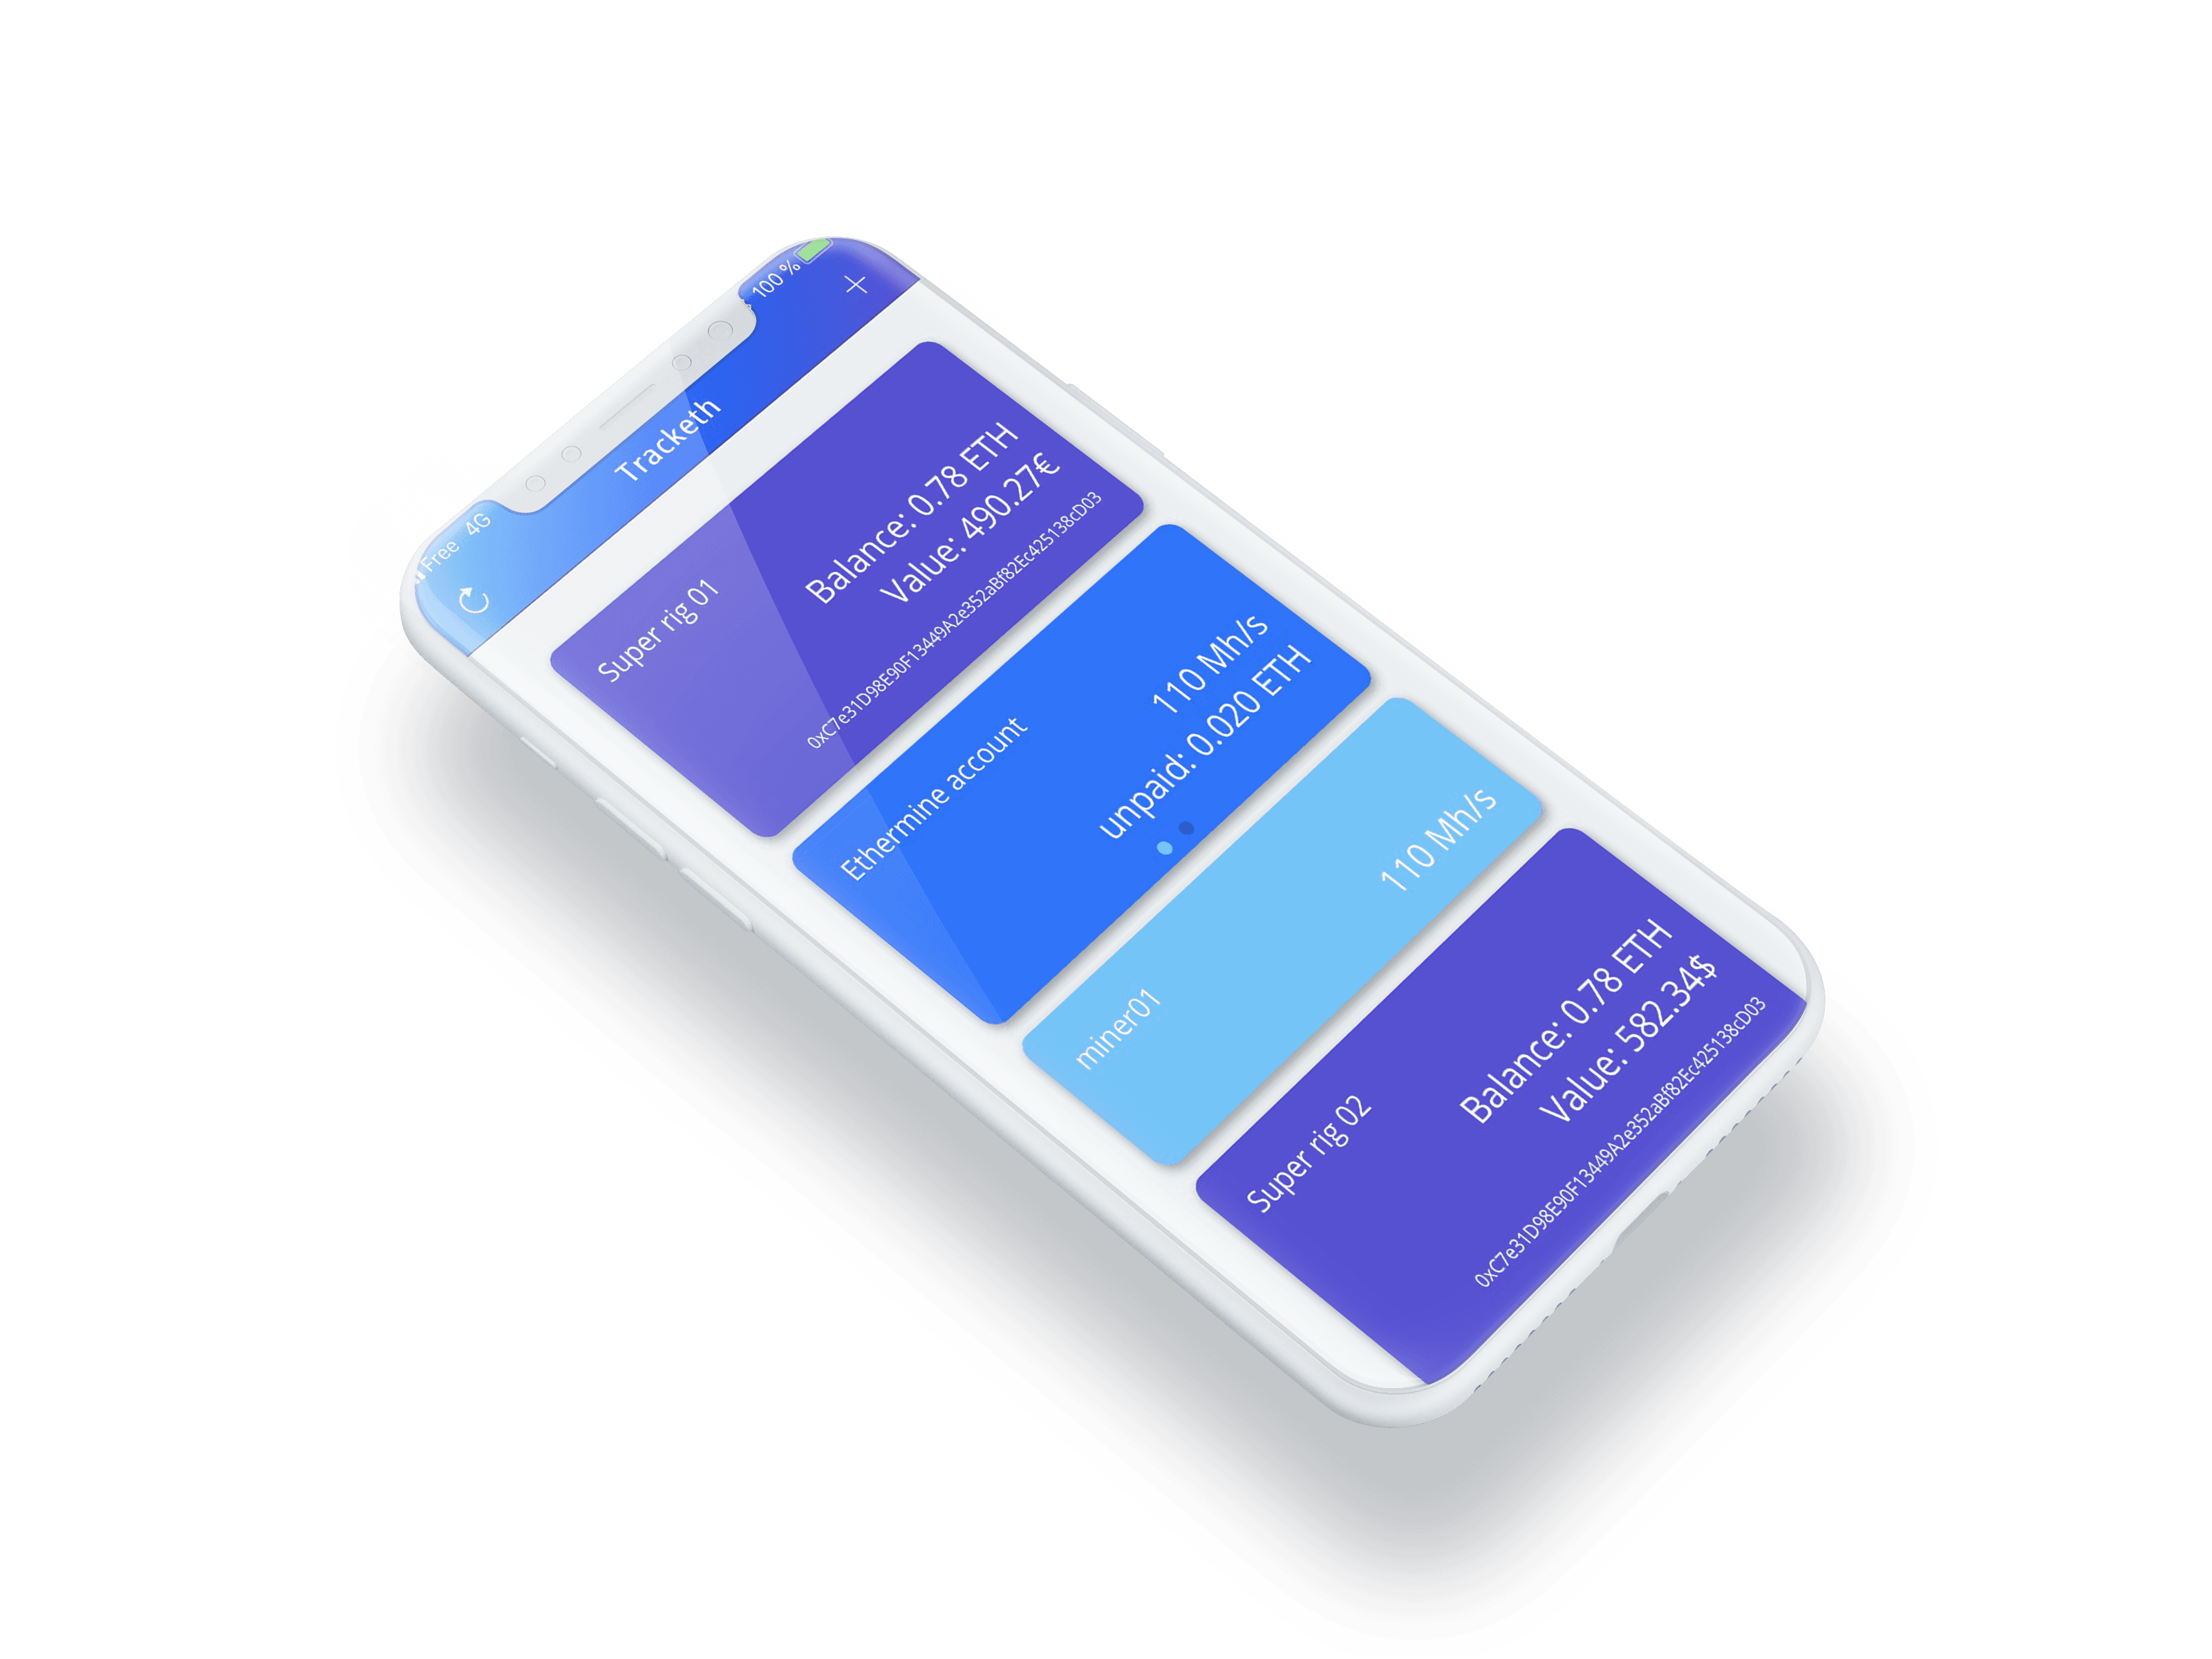 Free 4G
100 %
Tracketh
Super rig 01
Balance: 0.78 ETH
Value: 490.27€
0xC7e31D98E90F13449A2e352aBf82Ec425138cD03
Ethermine account
110 Mh/s
unpaid: 0.020 ETH
miner01
110 Mh/s
Super rig 02
Balance: 0.78 ETH
Value: 582.34$
0xC7e31D98E90F13449A2e352aBf82Ec425138cD03